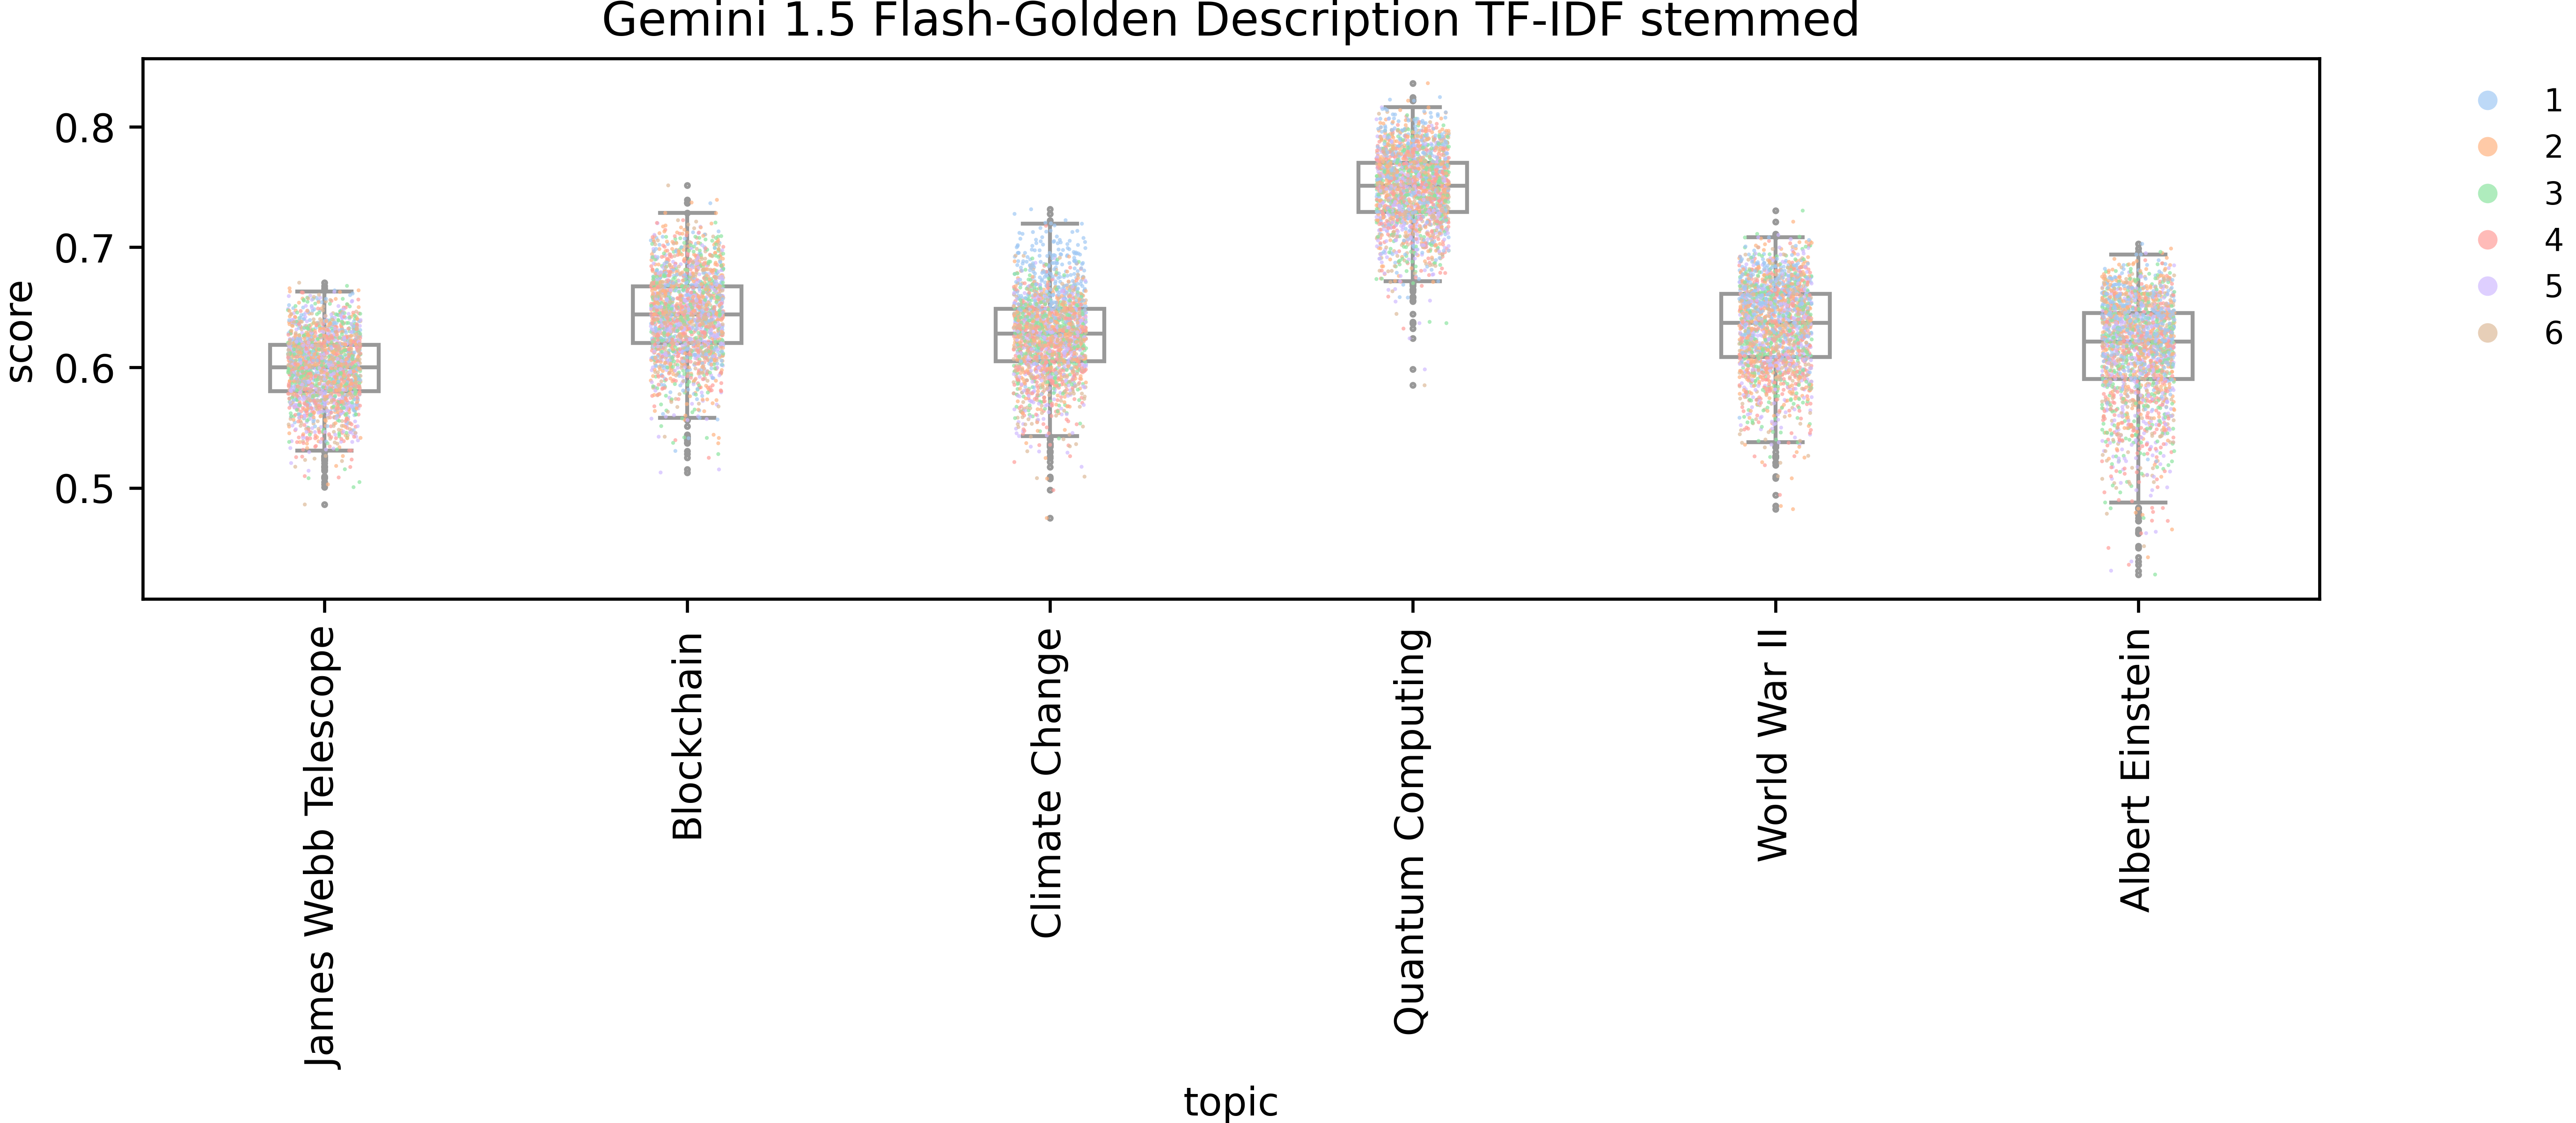 Gemini 1.5 Flash-Golden Description TF-IDF stemmed
score
0.8
0.7
0.6
0.5
James Webb Telescope
Blockchain
Climate Change
Quantum Computing
World War II
Albert Einstein
topic
1
2
3
4
5
6